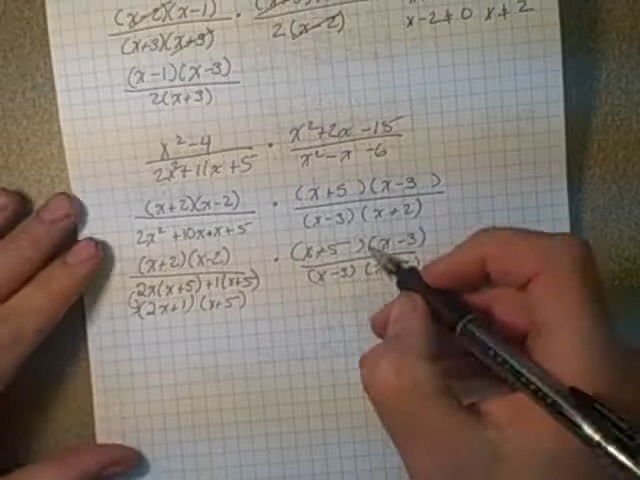 (x-2)(x-1) · 
(x+3)(x+3) 2(x-2) x-2≠0 x≠2
(x-1)(x-3)
2(x+3)
x²-4 · x²+2x-15
2x²+11x+5 x²-x-6
(x+2)(x-2) · (x+5)(x-3)
2x²+10x+x+5 (x-3)(x+2)
(x+2)(x-2) · (x+5)(x-3)
2x(x+5)+1(x+5) (x-3)
(2x+1)(x+5)